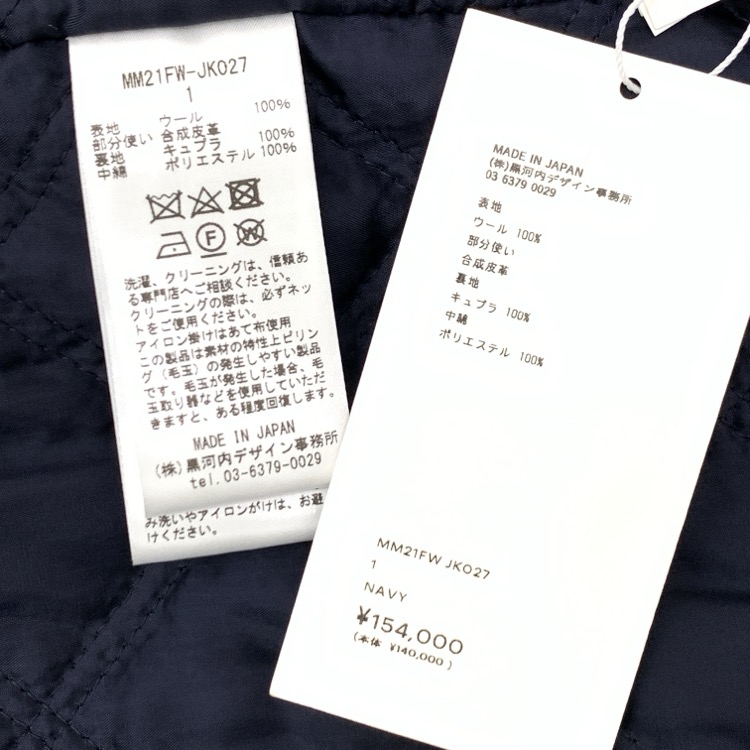 MM21FW-JK027
1
表地 ウール 100%
部分使い 合成皮革
裏地 キュプラ 100%
中綿 ポリエステル 100%
F
W
洗濯、クリーニングは、信頼あ
る専門店へご相談ください。
クリーニングの際は、必ずネッ
トをご使用ください。
アイロン掛けはあて布使用
この製品は素材の特性上ピリン
グ(毛玉)の発生しやすい製品
です。毛玉が発生した場合、毛
玉取り器などを使用していただ
きますと、ある程度回復します。
MADE IN JAPAN
(株)黒河内デザイン事務所
tel.03-6379-0029
み洗いやアイロンがけは、お避
けください。
MADE IN JAPAN
(株)黒河内デザイン事務所
03 6379 0029
表地
ウール 100%
部分使い
合成皮革
裏地
キュプラ 100%
中綿
ポリエステル 100%
MM21FW JK027
1
NAVY
¥154,000
(本体 ¥140,000)